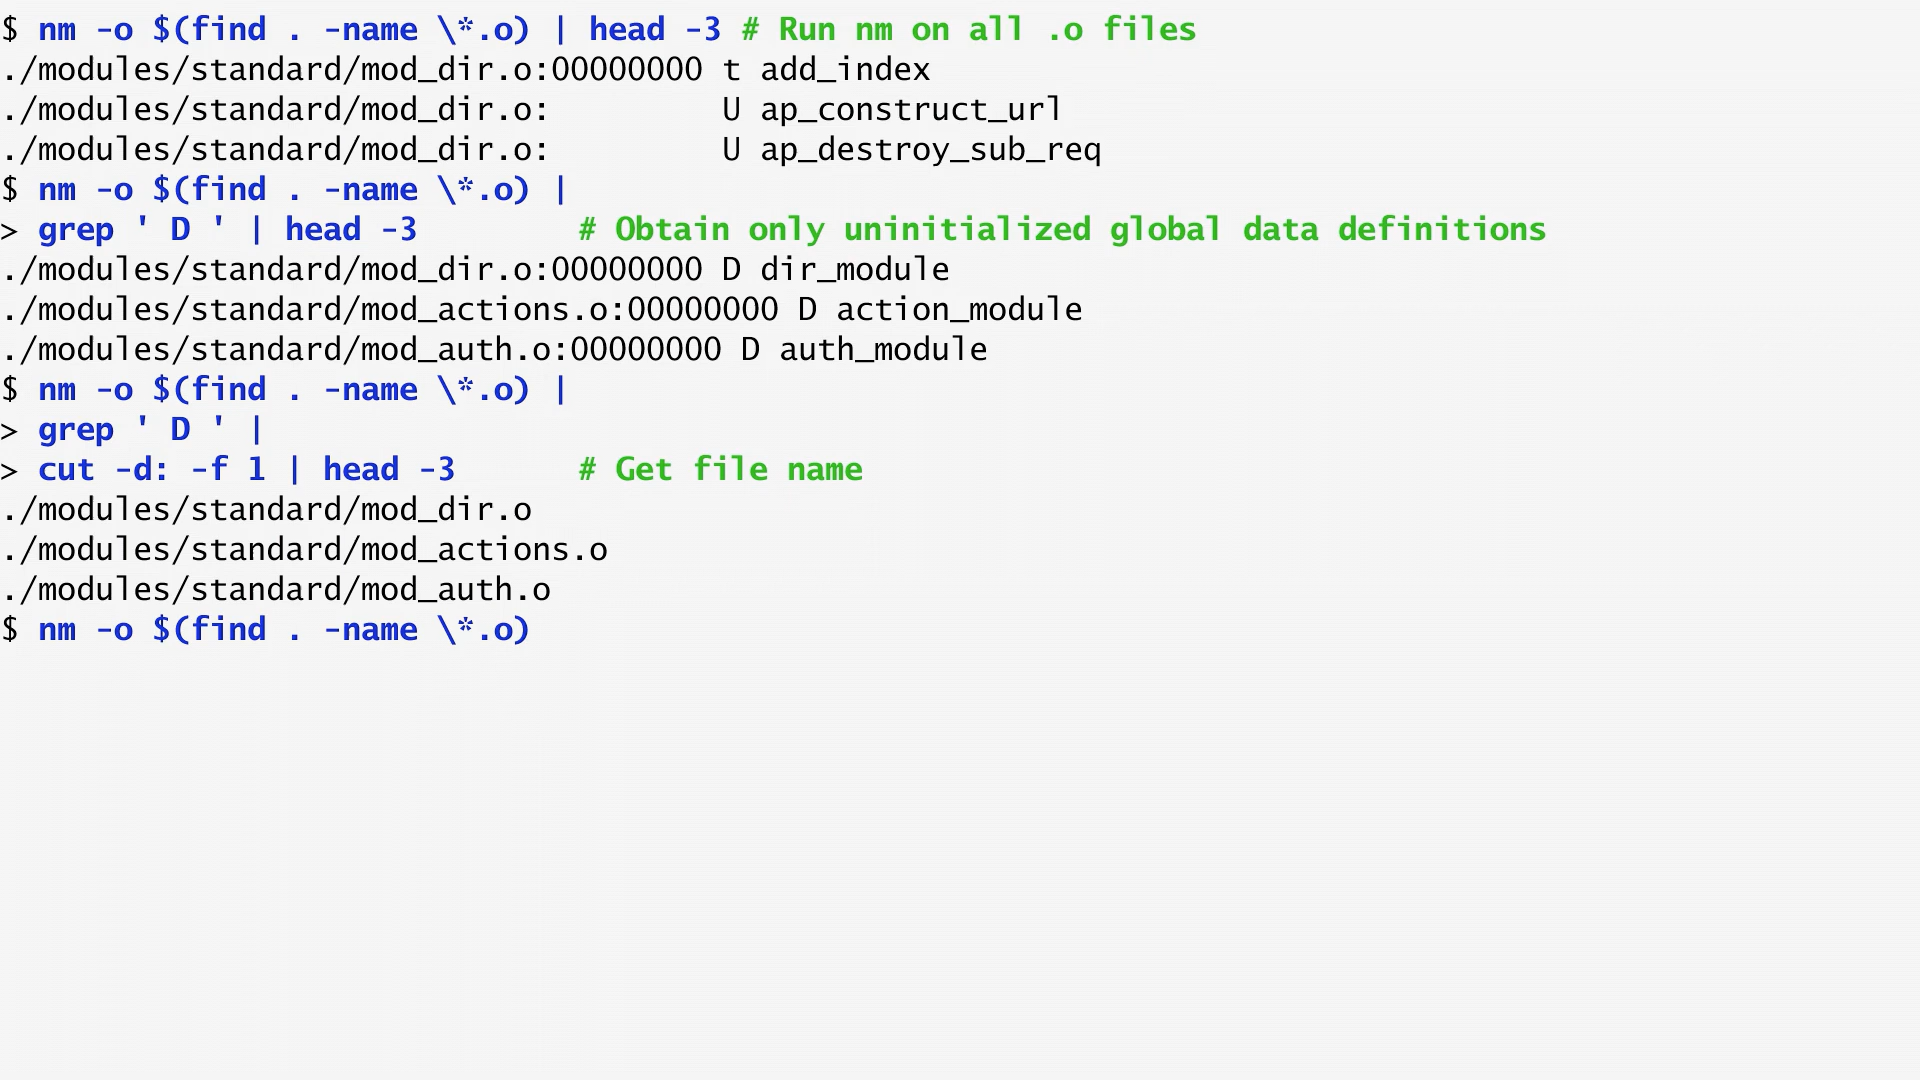 $ nm -o $(find . -name \*.o) | head -3 # Run nm on all .o files
./modules/standard/mod_dir.o:00000000 t add_index
./modules/standard/mod_dir.o:         U ap_construct_url
./modules/standard/mod_dir.o:         U ap_destroy_sub_req
$ nm -o $(find . -name \*.o) |
> grep ' D ' | head -3        # Obtain only uninitialized global data definitions
./modules/standard/mod_dir.o:00000000 D dir_module
./modules/standard/mod_actions.o:00000000 D action_module
./modules/standard/mod_auth.o:00000000 D auth_module
$ nm -o $(find . -name \*.o) |
> grep ' D ' |
> cut -d: -f 1 | head -3      # Get file name
./modules/standard/mod_dir.o
./modules/standard/mod_actions.o
./modules/standard/mod_auth.o
$ nm -o $(find . -name \*.o)